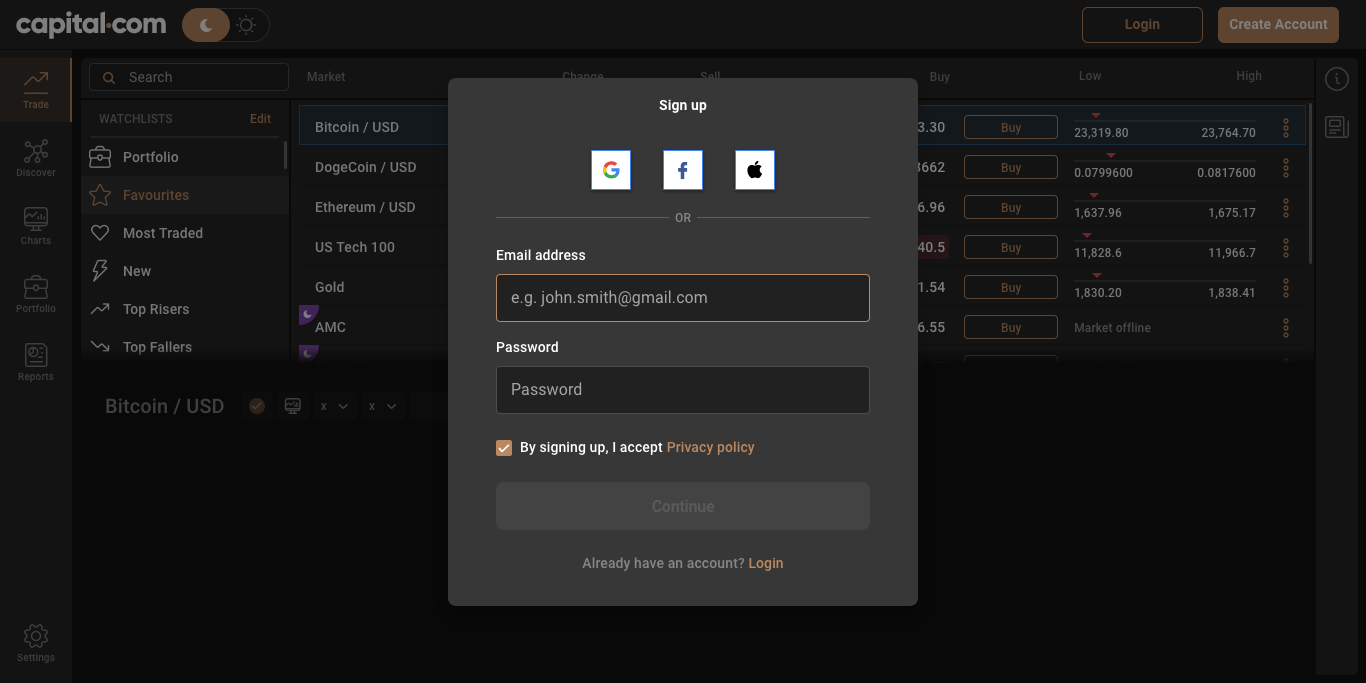 capital.com
Login
Create Account
Trade
Discover
Charts
Portfolio
Reports
Settings
Search
WATCHLISTS Edit
Portfolio
Favourites
Most Traded
New
Top Risers
Top Fallers
Market Change Sell Buy Low High
Bitcoin / USD 3.30 Buy 23,319.80 23,764.70
DogeCoin / USD 3662 Buy 0.0799600 0.0817600
Ethereum / USD 6.96 Buy 1,637.96 1,675.17
US Tech 100 40.5 Buy 11,828.6 11,966.7
Gold 1.54 Buy 1,830.20 1,838.41
AMC 6.55 Buy Market offline
Bitcoin / USD x x
Sign up
OR
Email address
e.g. john.smith@gmail.com
Password
Password
By signing up, I accept Privacy policy
Continue
Already have an account? Login